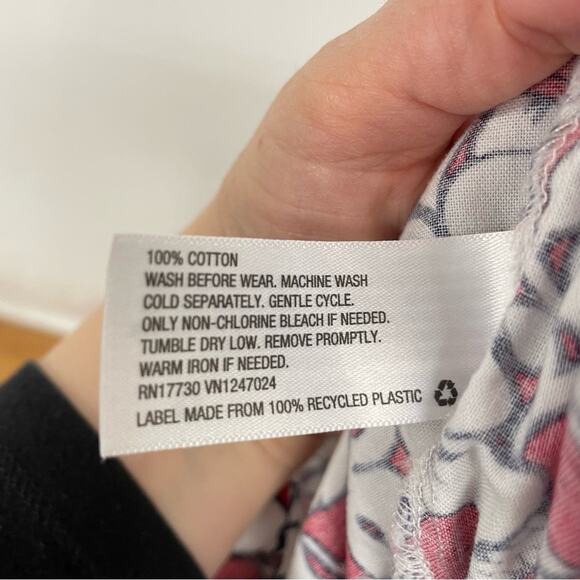 100% COTTON
WASH BEFORE WEAR. MACHINE WASH
COLD SEPARATELY. GENTLE CYCLE.
ONLY NON-CHLORINE BLEACH IF NEEDED.
TUMBLE DRY LOW. REMOVE PROMPTLY.
WARM IRON IF NEEDED.
RN17730 VN1247024
LABEL MADE FROM 100% RECYCLED PLASTIC